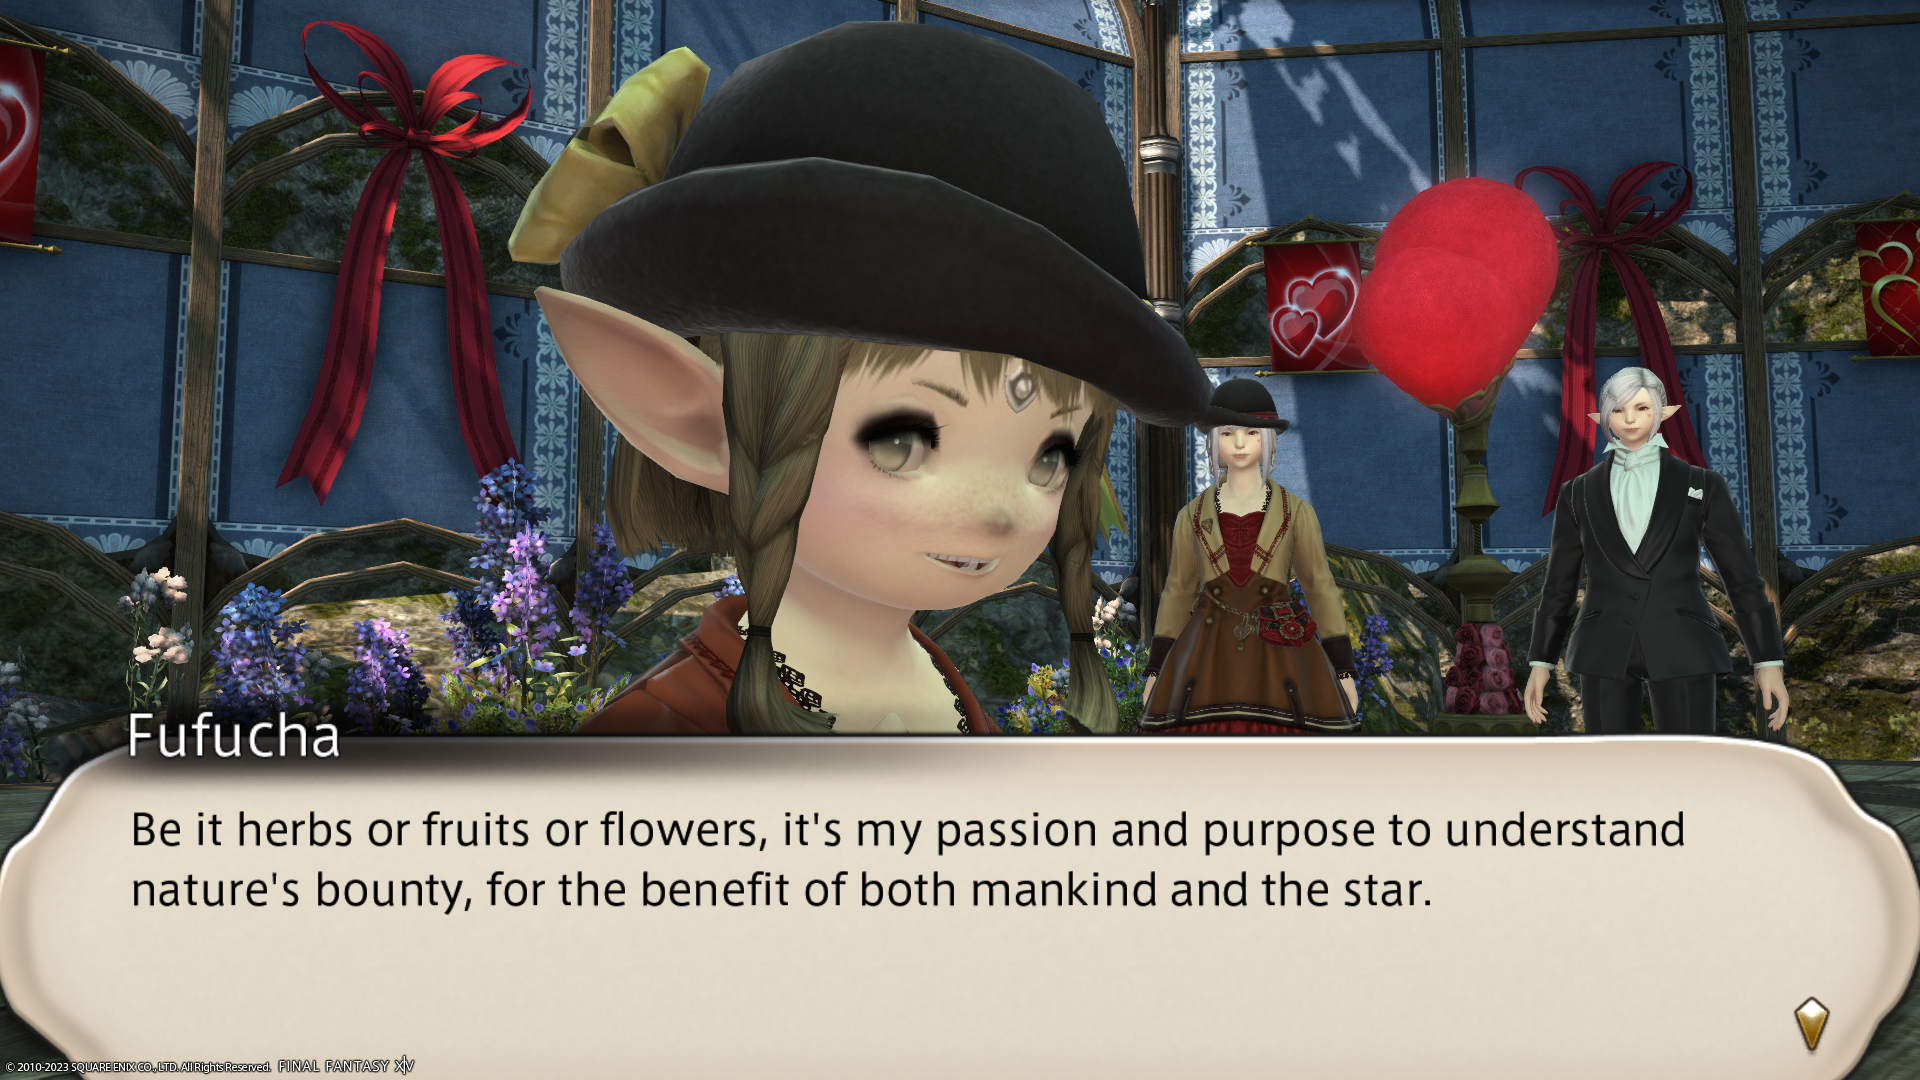 Fufucha
Be it herbs or fruits or flowers, it's my passion and purpose to understand
nature's bounty, for the benefit of both mankind and the star.
© 2010-2023 SQUARE ENIX CO., LTD. All Rights Reserved. FINAL FANTASY XIV